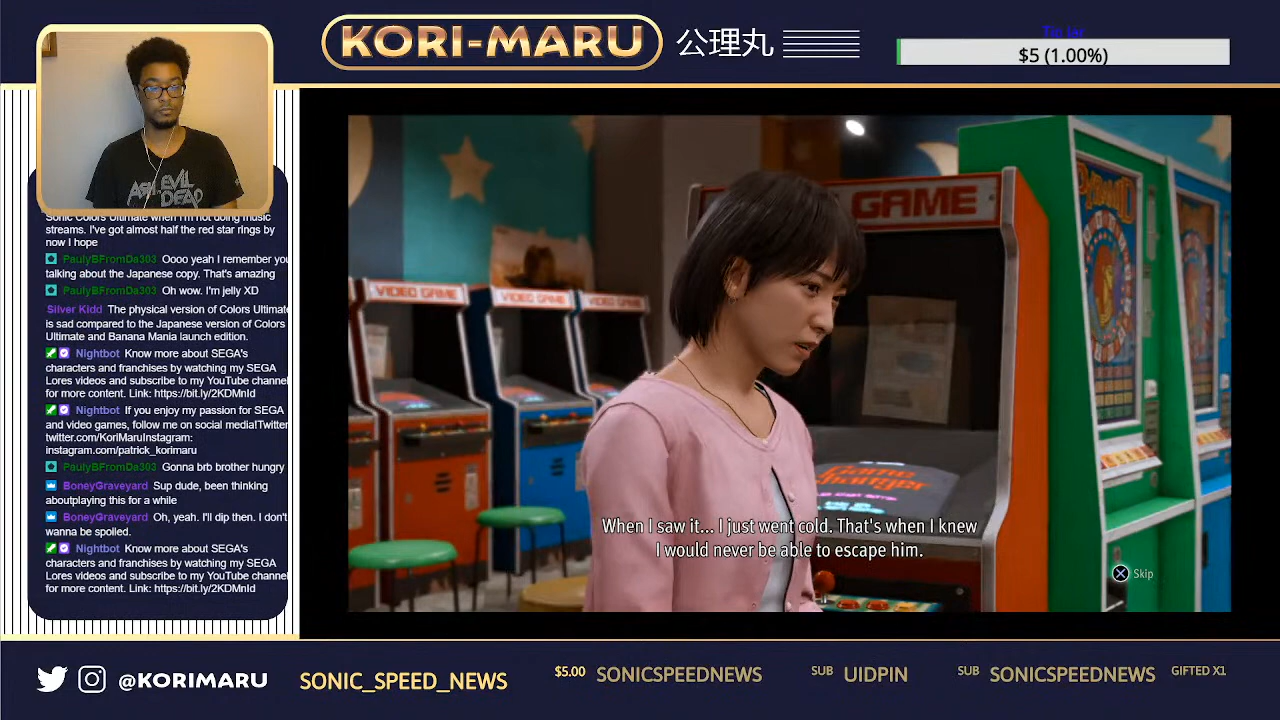 KORI-MARU 公理丸
Tip Jar
$5 (1.00%)
ASH EVIL
DEAD
Sonic Colors Ultimate when I'm not doing music
streams. I've got almost half the red star rings by
now I hope
PaulyBFromDa303 Oooo yeah I remember you
talking about the Japanese copy. That's amazing
PaulyBFromDa303 Oh wow. I'm jelly XD
Silver Kidd The physical version of Colors Ultimate
is sad compared to the Japanese version of Colors
Ultimate and Banana Mania launch edition.
Nightbot Know more about SEGA's
characters and franchises by watching my SEGA
Lores videos and subscribe to my YouTube channel
for more content. Link: https://bit.ly/2KDMnId
Nightbot If you enjoy my passion for SEGA
and video games, follow me on social media!Twitter:
twitter.com/KoriMaruInstagram:
instagram.com/patrick_korimaru
PaulyBFromDa303 Gonna brb brother hungry
BoneyGraveyard Sup dude, been thinking
aboutplaying this for a while
BoneyGraveyard Oh, yeah. I'll dip then. I don't
wanna be spoiled.
Nightbot Know more about SEGA's
characters and franchises by watching my SEGA
Lores videos and subscribe to my YouTube channel
for more content. Link: https://bit.ly/2KDMnId
VIDEO GAME
VIDEO GAME
VIDEO GAME
GAME
Game
Changer
When I saw it... I just went cold. That's when I knew
I would never be able to escape him.
Skip
@KORIMARU
SONIC_SPEED_NEWS
$5.00 SONICSPEEDNEWS
SUB UIDPIN
SUB SONICSPEEDNEWS GIFTED X1